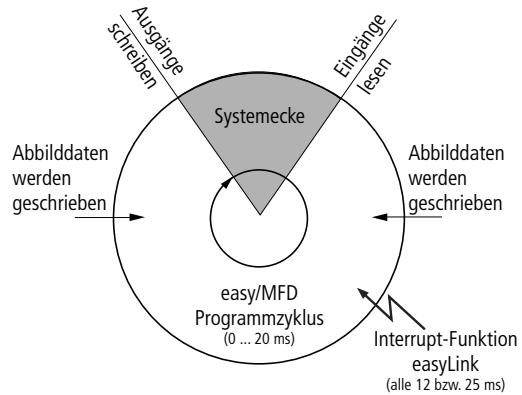 Ausgänge
schreiben
Eingänge
lesen
Systemecke
Abbilddaten
werden
geschrieben
Abbilddaten
werden
geschrieben
easy/MFD
Programmzyklus
(0 ... 20 ms)
Interrupt-Funktion
easyLink
(alle 12 bzw. 25 ms)